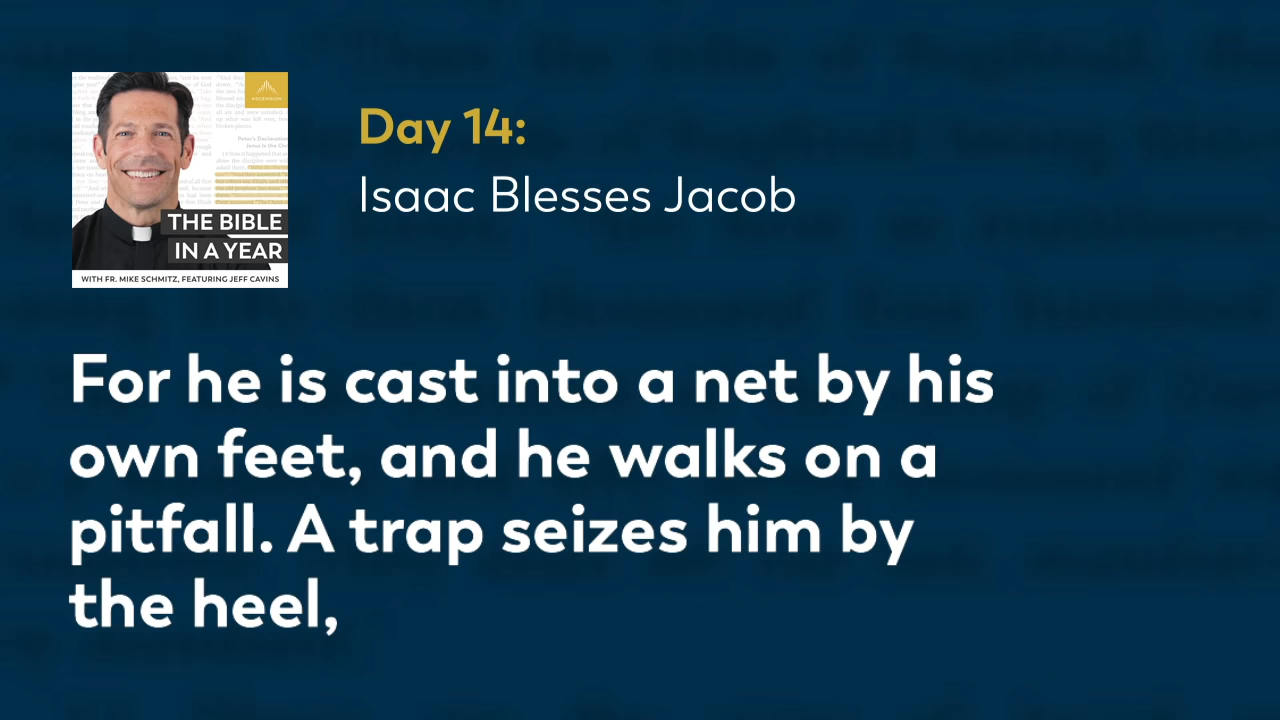 ASCENSION
THE BIBLE
IN A YEAR
WITH FR. MIKE SCHMITZ, FEATURING JEFF CAVINS
Day 14:
Isaac Blesses Jacob
For he is cast into a net by his
own feet, and he walks on a
pitfall. A trap seizes him by
the heel,